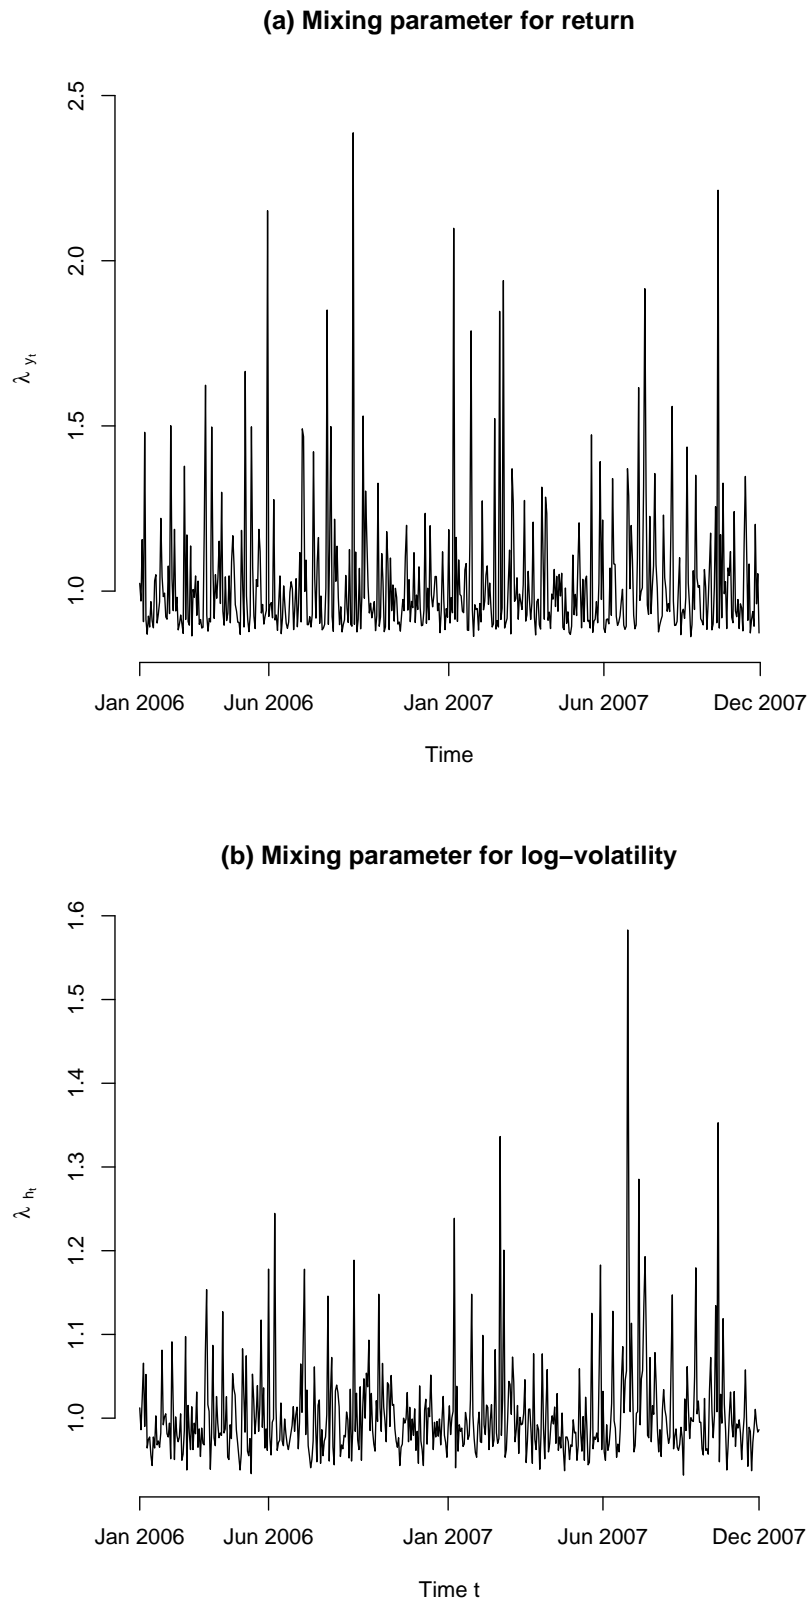 (a) Mixing parameter for return
2.5
2.0
1.5
1.0
λ yt
Jan 2006 Jun 2006 Jan 2007 Jun 2007 Dec 2007
Time
(b) Mixing parameter for log−volatility
1.6
1.5
1.4
1.3
1.2
1.1
1.0
λ ht
Jan 2006 Jun 2006 Jan 2007 Jun 2007 Dec 2007
Time t